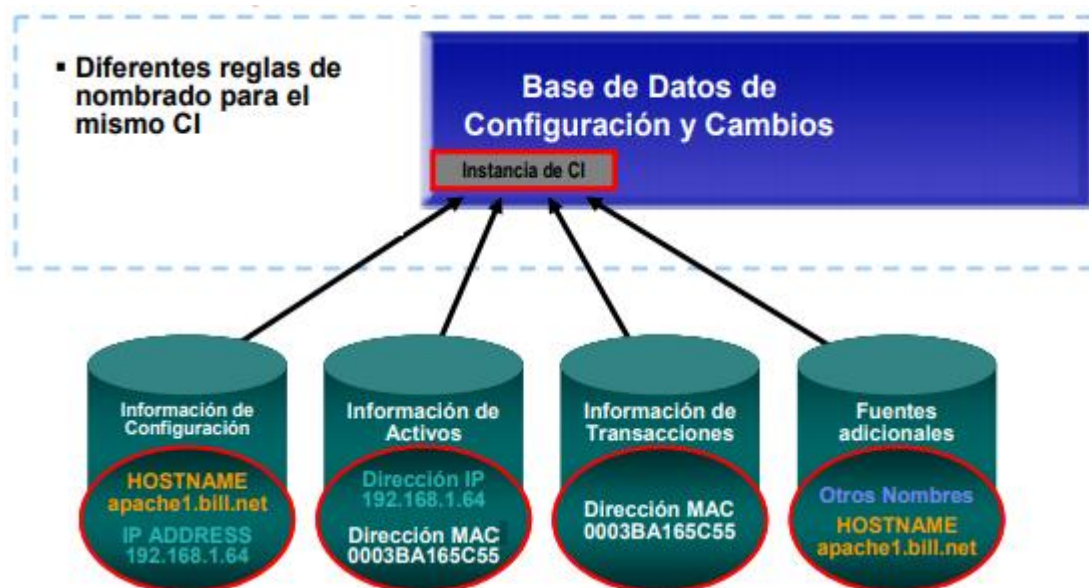 ▪ Diferentes reglas de
nombrado para el
mismo CI
Base de Datos de
Configuración y Cambios
Instancia de CI
Información de
Configuración
HOSTNAME
apache1.bill.net
IP ADDRESS
192.168.1.64
Información de
Activos
Dirección IP
192.168.1.64
Dirección MAC
0003BA165C55
Información de
Transacciones
Dirección MAC
0003BA165C55
Fuentes
adicionales
Otros Nombres
HOSTNAME
apache1.bill.net